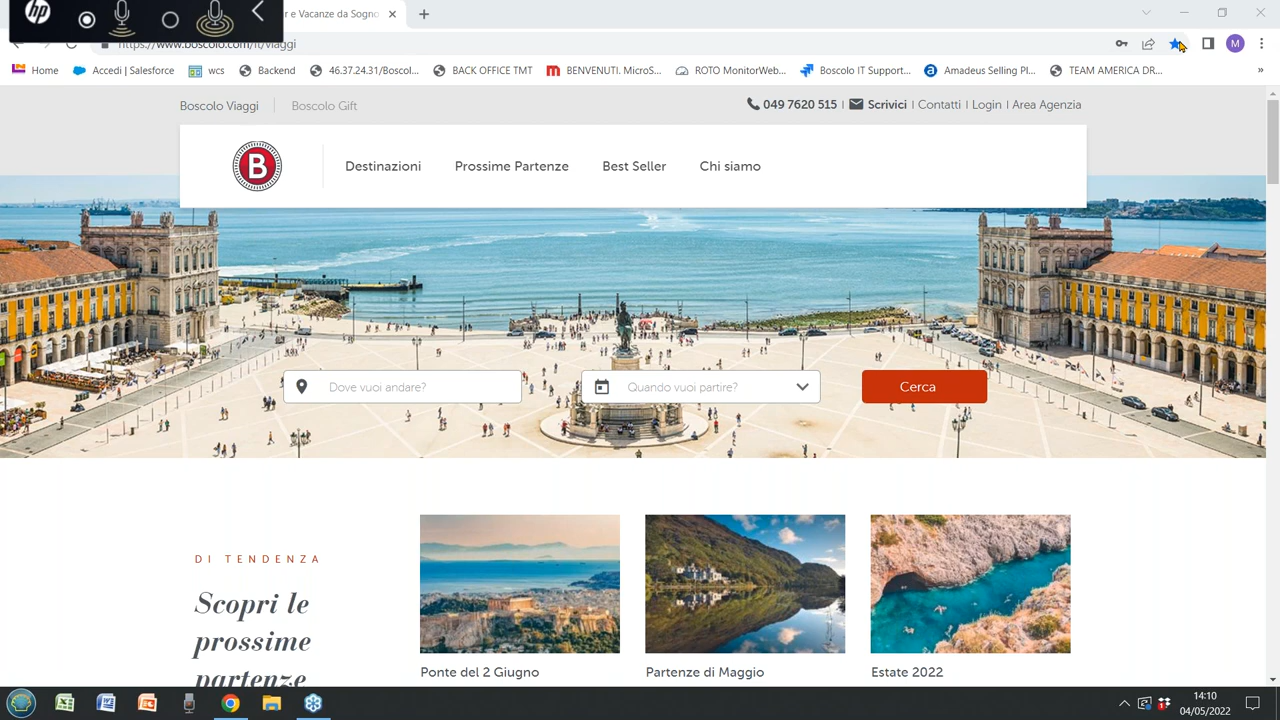 hp
r e Vacanze da Sogno
https://www.boscolo.com/it/viaggi
M
Home
Accedi | Salesforce
wcs
Backend
46.37.24.31/Boscol...
BACK OFFICE TMT
BENVENUTI. MicroS...
ROTO MonitorWeb...
Boscolo IT Support...
Amadeus Selling Pl...
TEAM AMERICA DR...
»
Boscolo Viaggi
Boscolo Gift
049 7620 515 | Scrivici | Contatti | Login | Area Agenzia
B
Destinazioni
Prossime Partenze
Best Seller
Chi siamo
Dove vuoi andare?
Quando vuoi partire?
Cerca
DI TENDENZA
Scopri le
prossime
partenze
Ponte del 2 Giugno
Partenze di Maggio
Estate 2022
14:10
04/05/2022